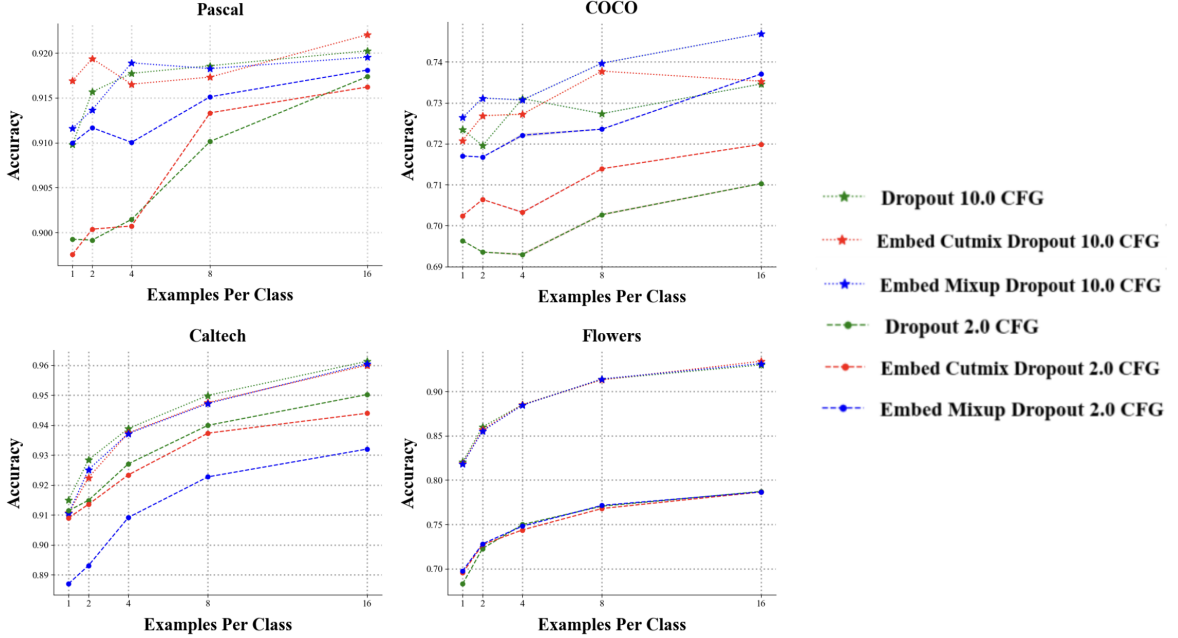 Pascal
Accuracy
0.920
0.915
0.910
0.905
0.900
1 2 4 8 16
Examples Per Class
COCO
Accuracy
0.74
0.73
0.72
0.71
0.70
0.69
1 2 4 8 16
Examples Per Class
Caltech
Accuracy
0.96
0.95
0.94
0.93
0.92
0.91
0.90
0.89
1 2 4 8 16
Examples Per Class
Flowers
Accuracy
0.90
0.85
0.80
0.75
0.70
1 2 4 8 16
Examples Per Class
Dropout 10.0 CFG
Embed Cutmix Dropout 10.0 CFG
Embed Mixup Dropout 10.0 CFG
Dropout 2.0 CFG
Embed Cutmix Dropout 2.0 CFG
Embed Mixup Dropout 2.0 CFG